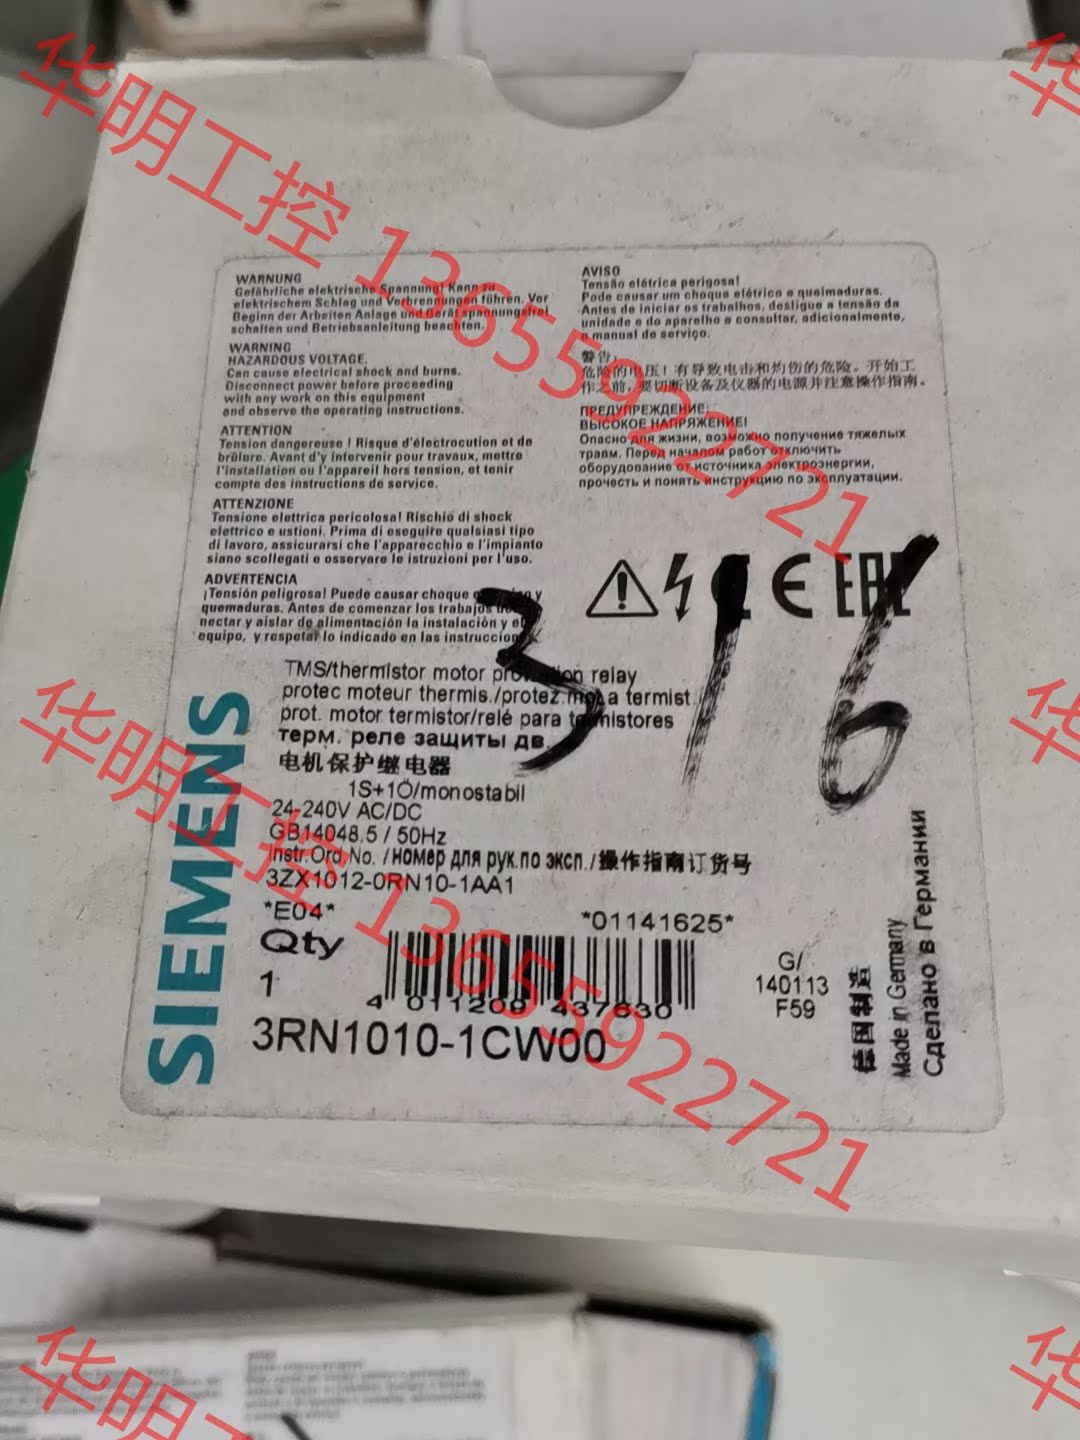 WARNUNG
Gefährliche elektrische Spannung! Kann zu
elektrischem Schlag und Verbrennungen führen. Vor
Beginn der Arbeiten Anlage und Gerät spannungsfrei
schalten und Betriebsanleitung beachten.
WARNING
HAZARDOUS VOLTAGE.
Can cause electrical shock and burns.
Disconnect power before proceeding
with any work on this equipment
and observe the operating instructions.
ATTENTION
Tension dangereuse ! Risque d'électrocution et de
brûlure. Avant d'y intervenir pour travaux, mettre
l'installation ou l'appareil hors tension, et tenir
compte des instructions de service.
ATTENZIONE
Tensione elettrica pericolosa! Rischio di shock
elettrico e ustioni. Prima di eseguire qualsiasi tipo
di lavoro, assicurarsi che l'apparecchio e l'impianto
siano scollegati e osservare le istruzioni per l'uso.
ADVERTENCIA
¡Tensión peligrosa! Puede causar choque y
quemaduras. Antes de comenzar los trabajos
nectar y aislar de alimentación la instalación y el
equipo, y respetar lo indicado en las
AVISO
Tensão elétrica perigosa!
Pode causar um choque elétrico e queimaduras.
Antes de iniciar os trabalhos, desligue a tensão da
unidade e do aparelho e consultar, adicionalmente,
o manual de serviço.
警告:
危险的电压! 有导致电击和灼伤的危险。开始工
作之前,要切断设备及仪器的电源并注意操作指南。
ПРЕДУПРЕЖДЕНИЕ:
ВЫСОКОЕ НАПРЯЖЕНИЕ!
Опасно для жизни, возможно получение тяжелых
травм. Перед началом работ отключить
оборудование от источника электроэнергии,
прочесть и понять инструкцию по эксплуатации.
CE EAC
316
SIEMENS
TMS/thermistor motor protection relay
protec moteur thermis./protez.mot.a termist.
prot. motor termistor/relé para termistores
терм. реле защиты дв.
电机保护继电器
1S+1Ö/monostabil
24-240V AC/DC
GB14048.5 / 50Hz
Instr.Ord.No. /номер для рук.по эксп./操作指南订货号
3ZX1012-0RN10-1AA1
*E04*
*01141625*
Qty
1
4 011209 437630
3RN1010-1CW00
G/
140113
F59
德国制造
Made in Germany
Сделано в Германии
华明工控 13655922721
华明工控 13655922721
华明工
华
华
华